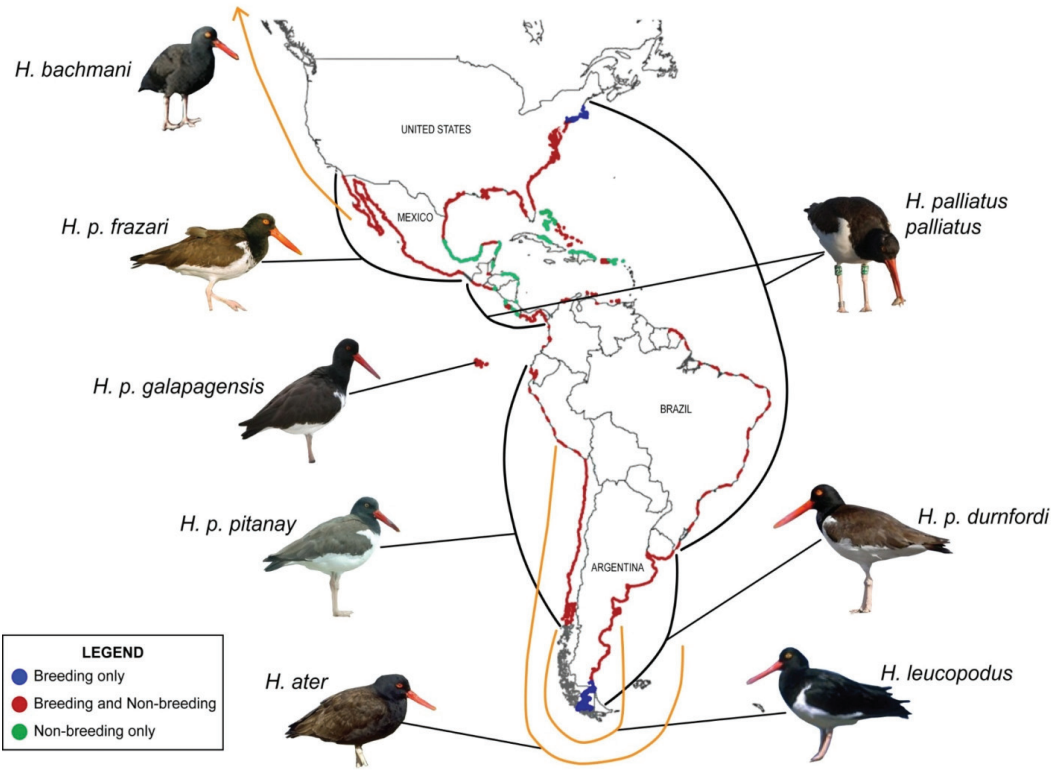 H. bachmani
UNITED STATES
H. p. frazari
MEXICO
H. palliatus
palliatus
H. p. galapagensis
BRAZIL
H. p. pitanay
H. p. durnfordi
ARGENTINA
LEGEND
Breeding only
Breeding and Non-breeding
Non-breeding only
H. ater
H. leucopodus